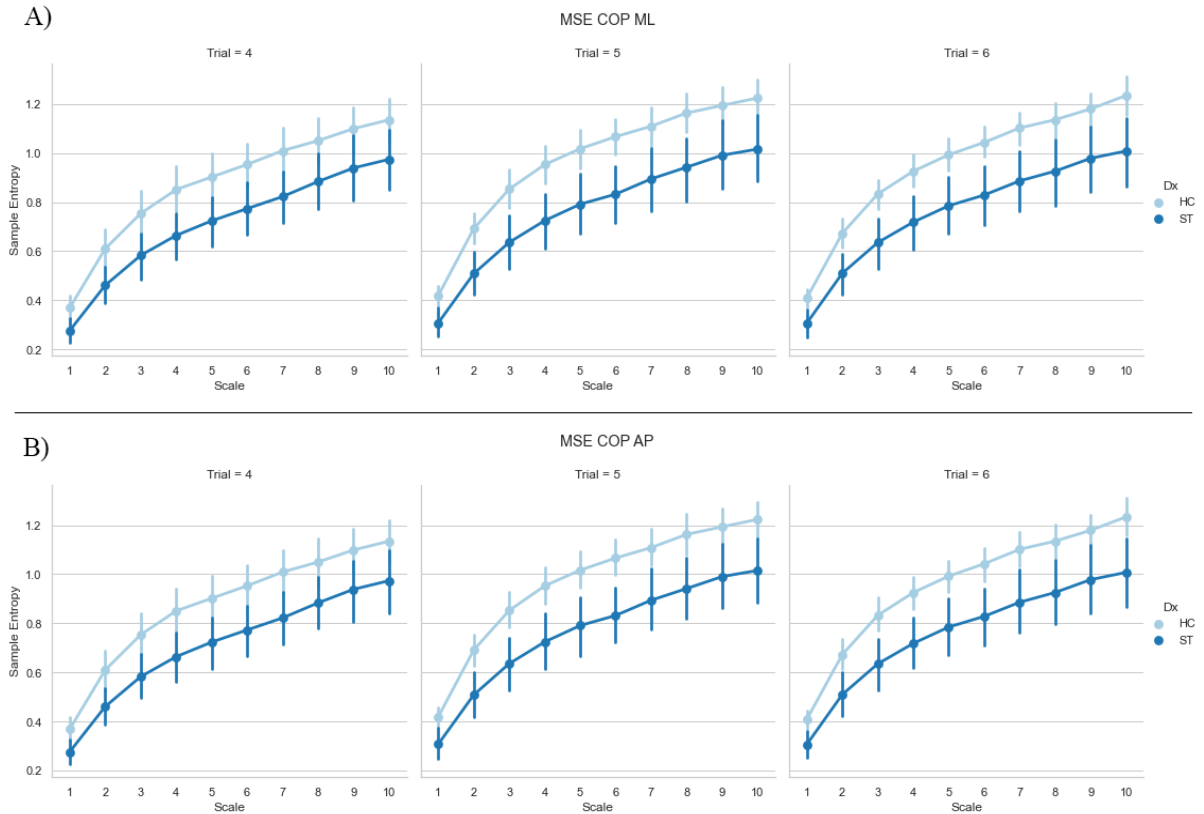 A)
MSE COP ML
Trial = 4 Trial = 5 Trial = 6
Sample Entropy
1.2
1.0
0.8
0.6
0.4
0.2
1 2 3 4 5 6 7 8 9 10 1 2 3 4 5 6 7 8 9 10 1 2 3 4 5 6 7 8 9 10
Scale Scale Scale
Dx
HC
ST
B)
MSE COP AP
Trial = 4 Trial = 5 Trial = 6
Sample Entropy
1.2
1.0
0.8
0.6
0.4
0.2
1 2 3 4 5 6 7 8 9 10 1 2 3 4 5 6 7 8 9 10 1 2 3 4 5 6 7 8 9 10
Scale Scale Scale
Dx
HC
ST